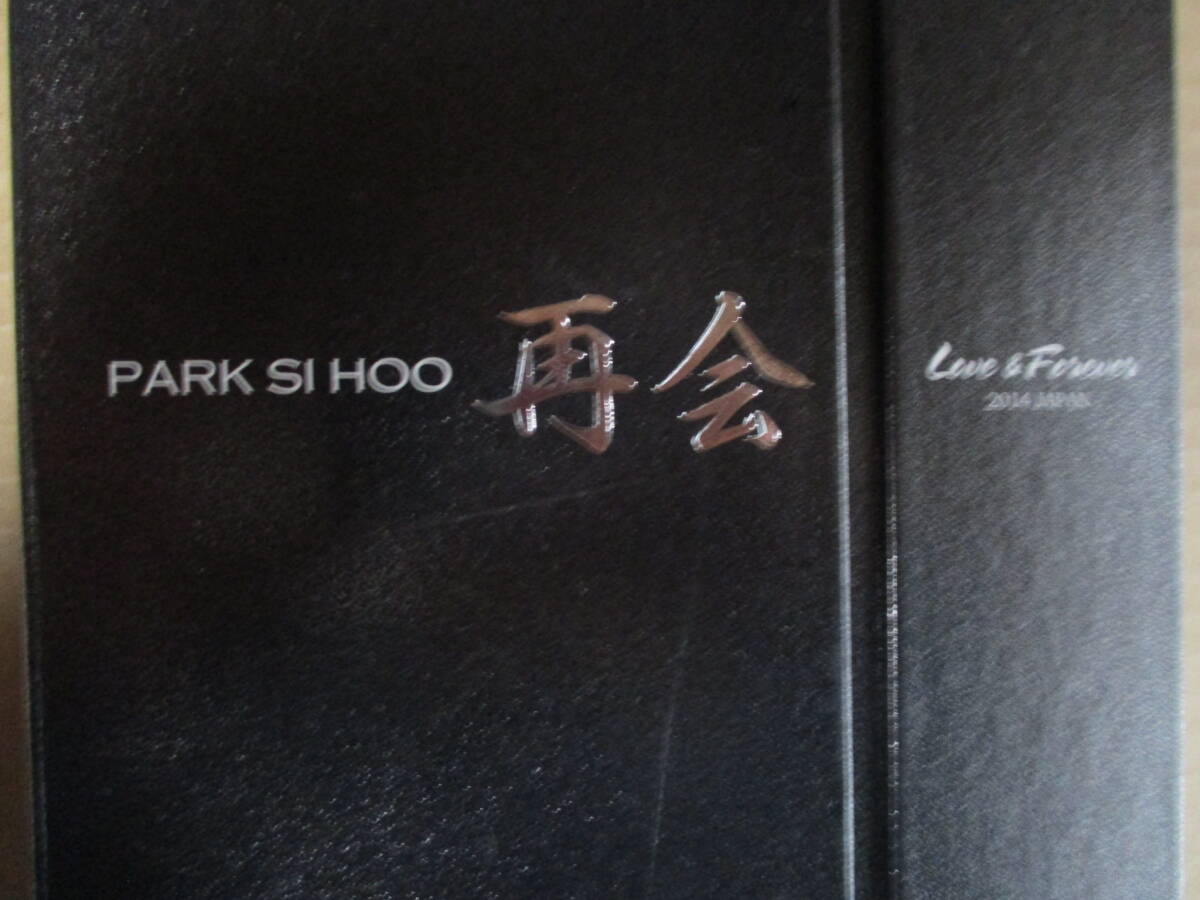 PARK SI HOO 再会
Love & Forever
2014 JAPAN